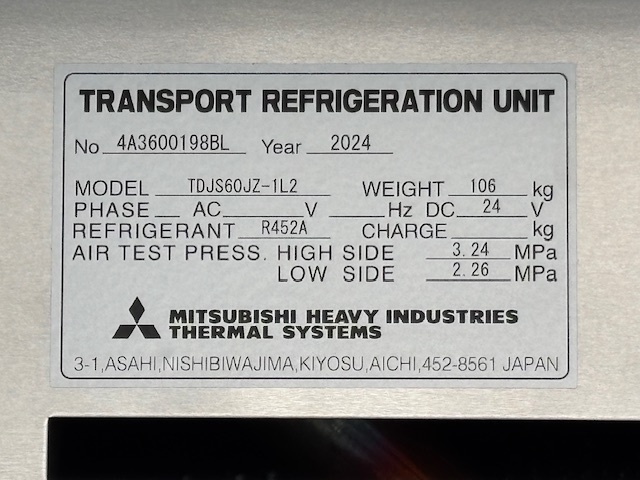 TRANSPORT REFRIGERATION UNIT
No 4A3600198BL Year 2024
MODEL TDJS60JZ-1L2 WEIGHT 106 kg
PHASE AC V Hz DC 24 V
REFRIGERANT R452A CHARGE kg
AIR TEST PRESS. HIGH SIDE 3.24 MPa
LOW SIDE 2.26 MPa
MITSUBISHI HEAVY INDUSTRIES
THERMAL SYSTEMS
3-1,ASAHI,NISHIBIWAJIMA,KIYOSU,AICHI,452-8561 JAPAN